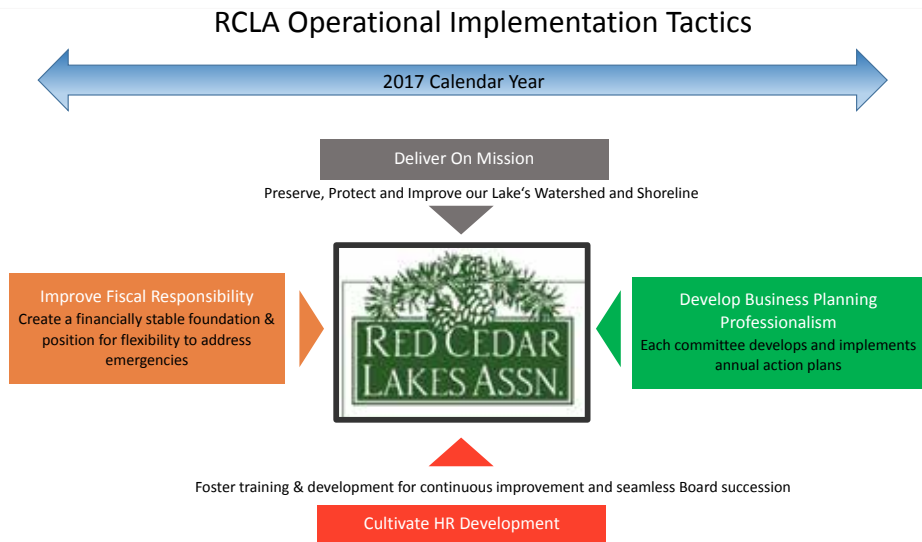 RCLA Operational Implementation Tactics
2017 Calendar Year
Deliver On Mission
Preserve, Protect and Improve our Lake‘s Watershed and Shoreline
Improve Fiscal Responsibility
Create a financially stable foundation &
position for flexibility to address
emergencies
RED CEDAR
LAKES ASSN.
Develop Business Planning
Professionalism
Each committee develops and implements
annual action plans
Foster training & development for continuous improvement and seamless Board succession
Cultivate HR Development